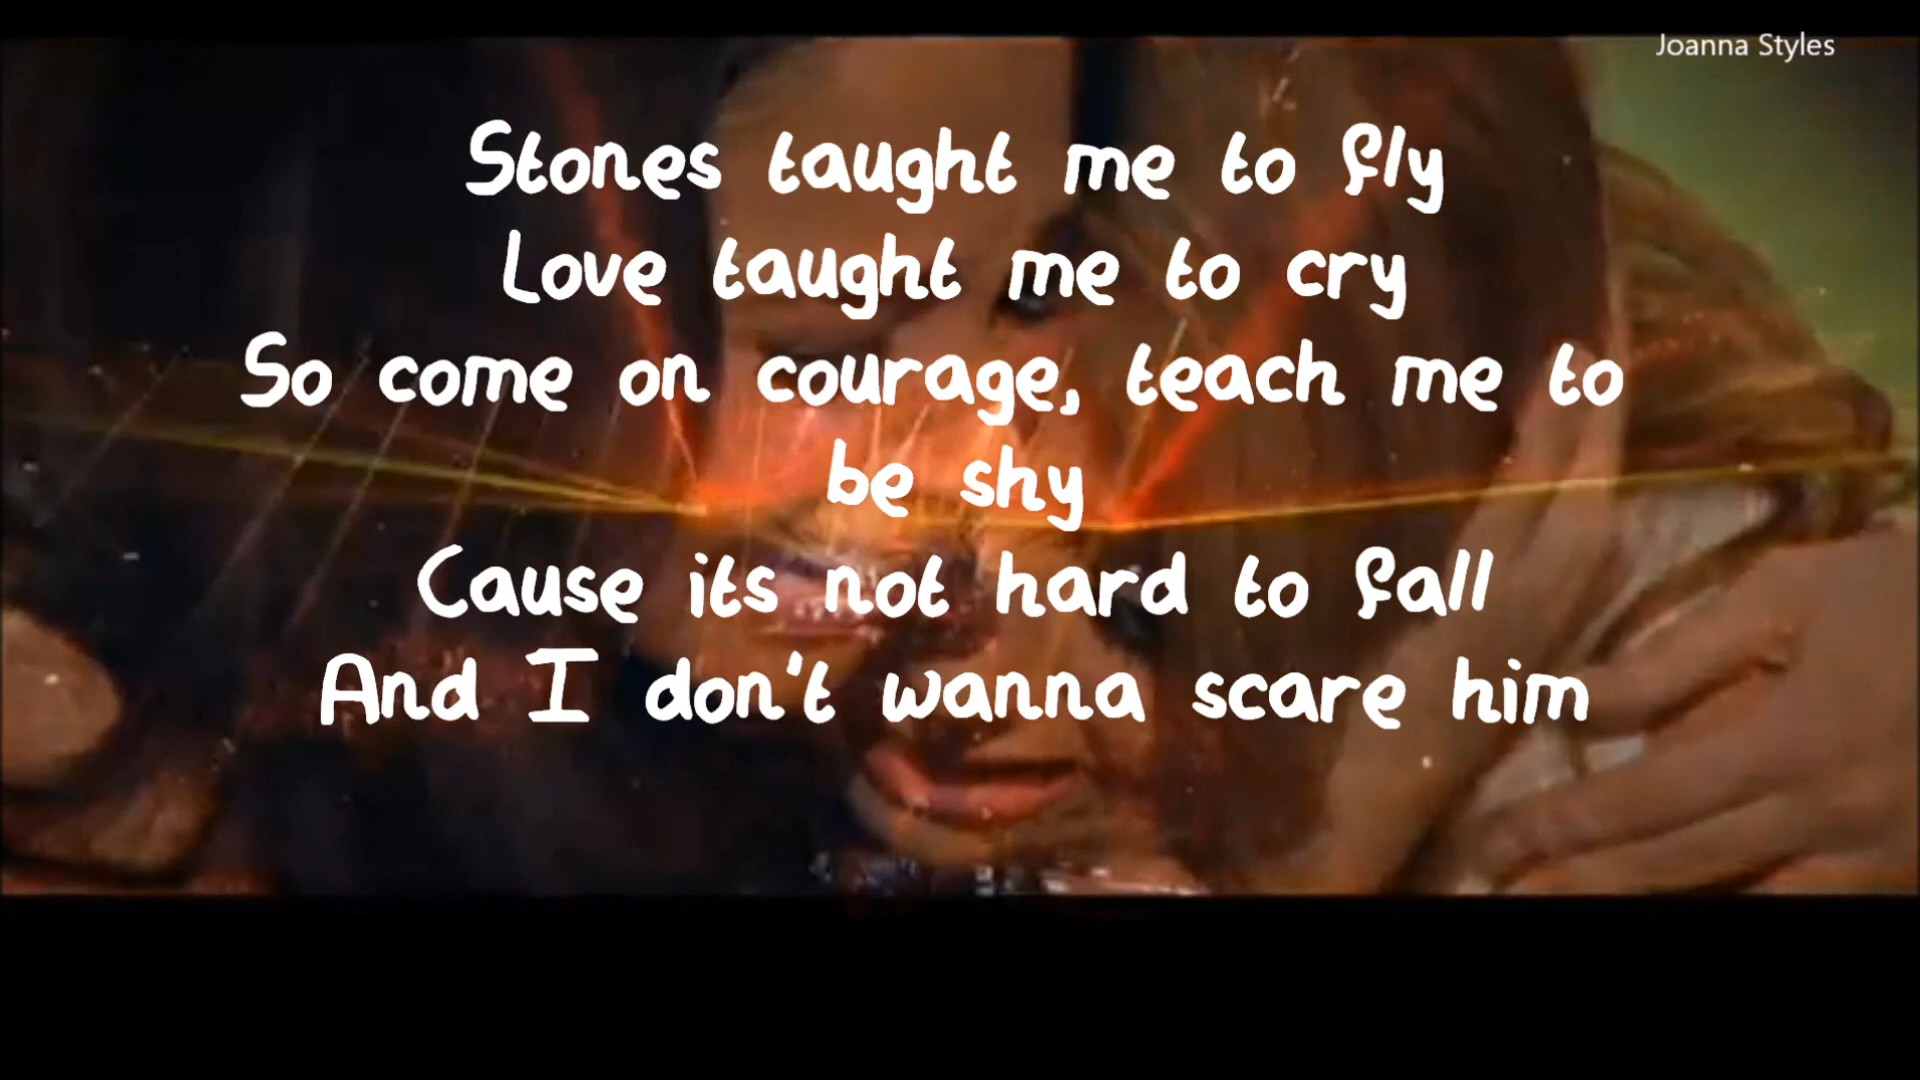 Joanna Styles
Stones taught me to fly
Love taught me to cry
So come on courage, teach me to
be shy
Cause its not hard to fall
And I don't wanna scare him